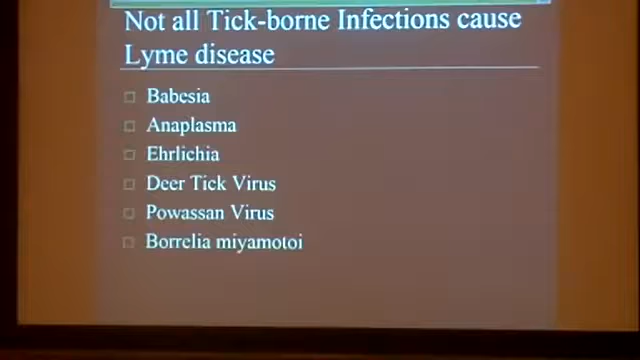 Not all Tick-borne Infections cause
Lyme disease
Babesia
Anaplasma
Ehrlichia
Deer Tick Virus
Powassan Virus
Borrelia miyamotoi